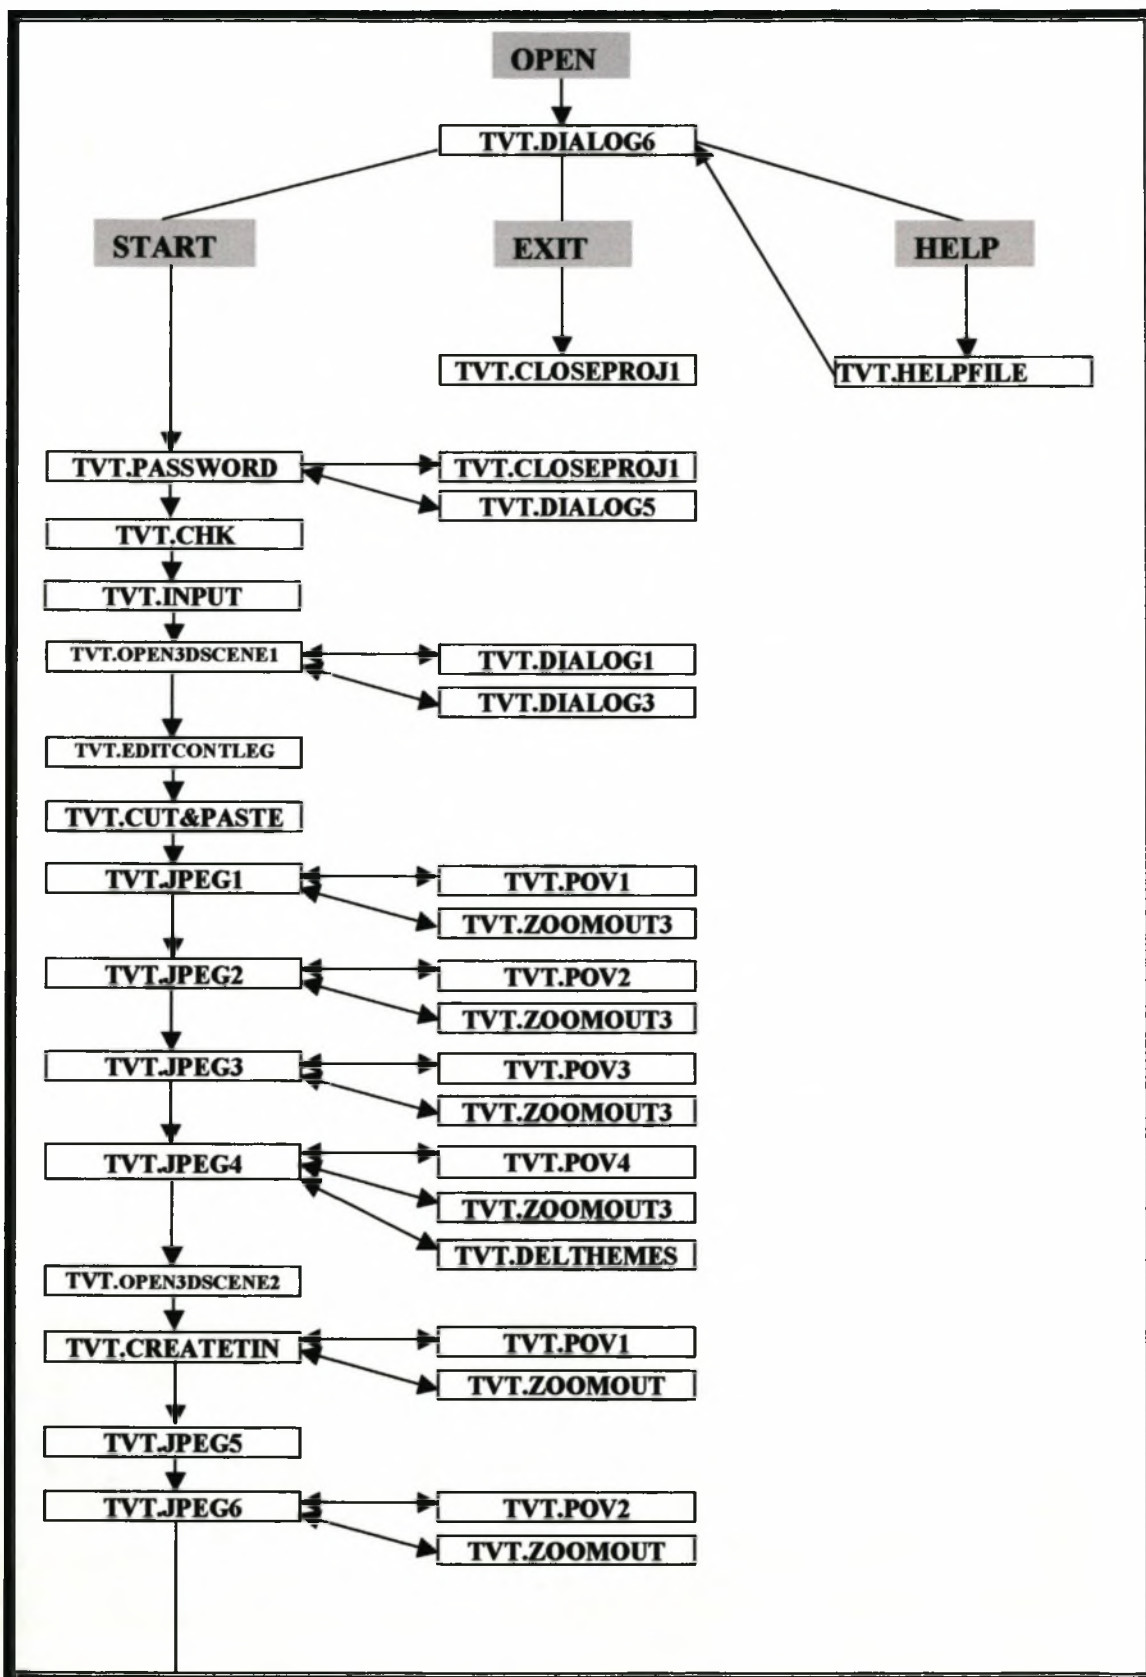 OPEN
TVT.DIALOG6
START
EXIT
HELP
TVT.CLOSEPROJ1
TVT.HELPFILE
TVT.PASSWORD
TVT.CLOSEPROJ1
TVT.DIALOG5
TVT.CHK
TVT.INPUT
TVT.OPEN3DSCENE1
TVT.DIALOG1
TVT.DIALOG3
TVT.EDITCONTLEG
TVT.CUT&PASTE
TVT.JPEG1
TVT.POV1
TVT.ZOOMOUT3
TVT.JPEG2
TVT.POV2
TVT.ZOOMOUT3
TVT.JPEG3
TVT.POV3
TVT.ZOOMOUT3
TVT.JPEG4
TVT.POV4
TVT.ZOOMOUT3
TVT.DELTHEMES
TVT.OPEN3DSCENE2
TVT.CREATETIN
TVT.POV1
TVT.ZOOMOUT
TVT.JPEG5
TVT.JPEG6
TVT.POV2
TVT.ZOOMOUT